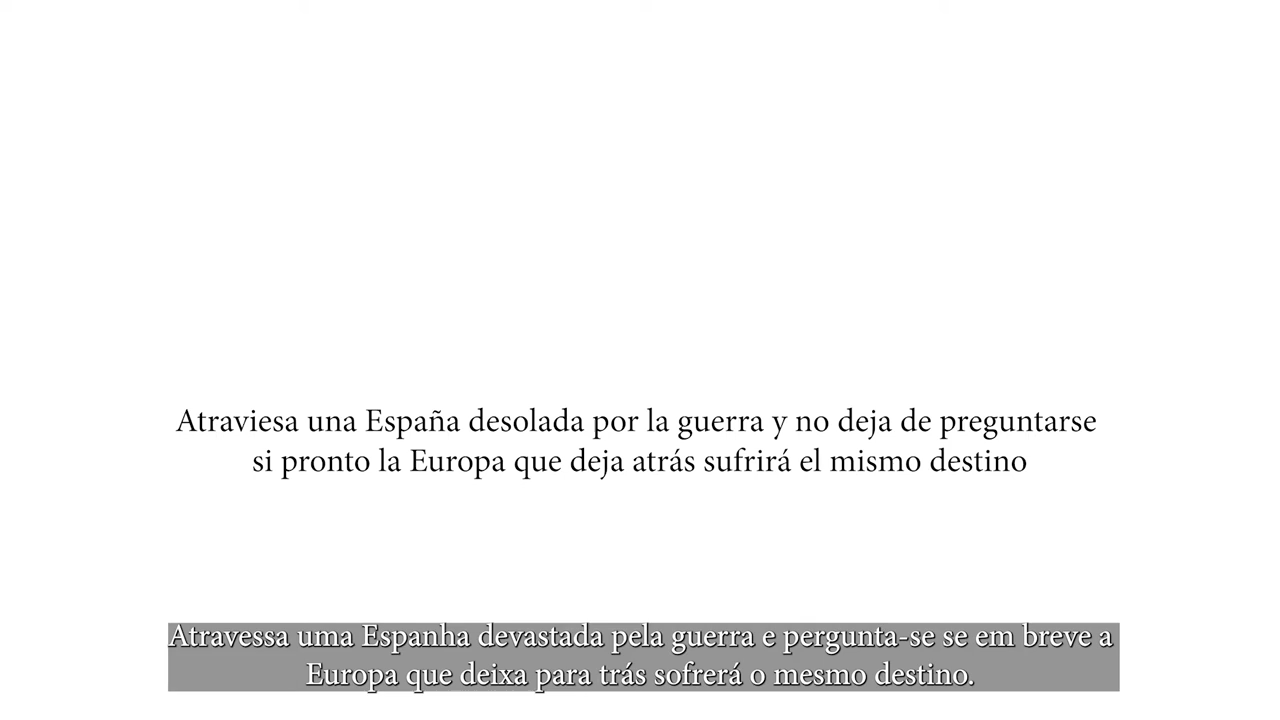 Atraviesa una España desolada por la guerra y no deja de preguntarse
si pronto la Europa que deja atrás sufrirá el mismo destino
Atravessa uma Espanha devastada pela guerra e pergunta-se se em breve a
Europa que deixa para trás sofrerá o mesmo destino.